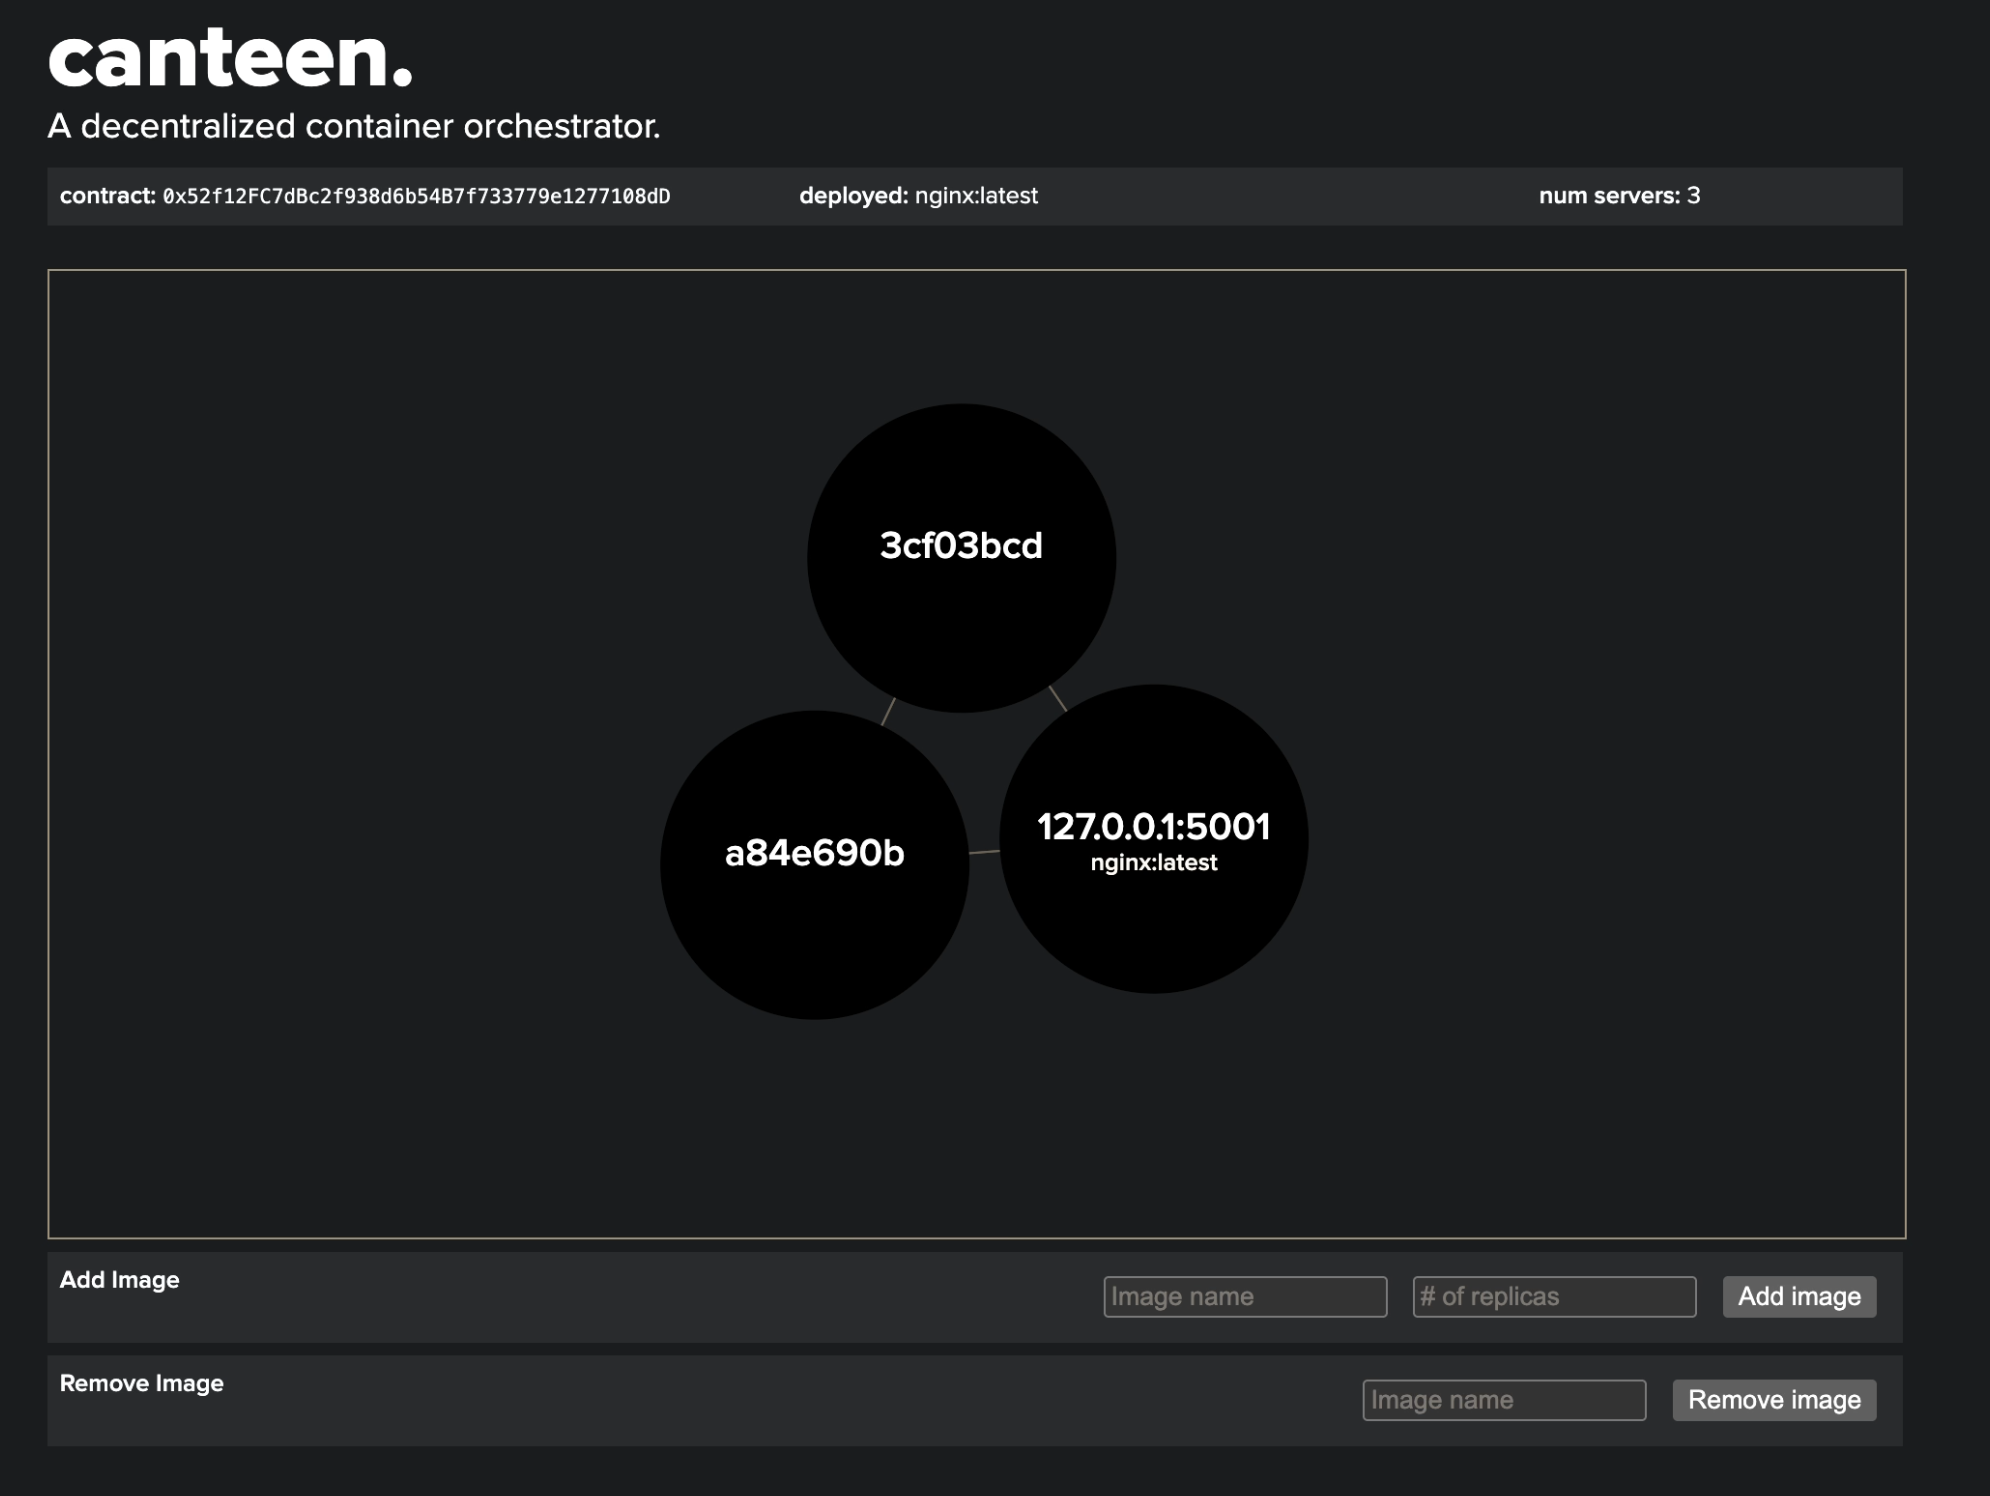 canteen.
A decentralized container orchestrator.
contract: 0x52f12FC7dBc2f938d6b54B7f733779e1277108dD deployed: nginx:latest num servers: 3
3cf03bcd
127.0.0.1:5001
nginx:latest
a84e690b
Add Image Image name # of replicas Add image
Remove Image Image name Remove image